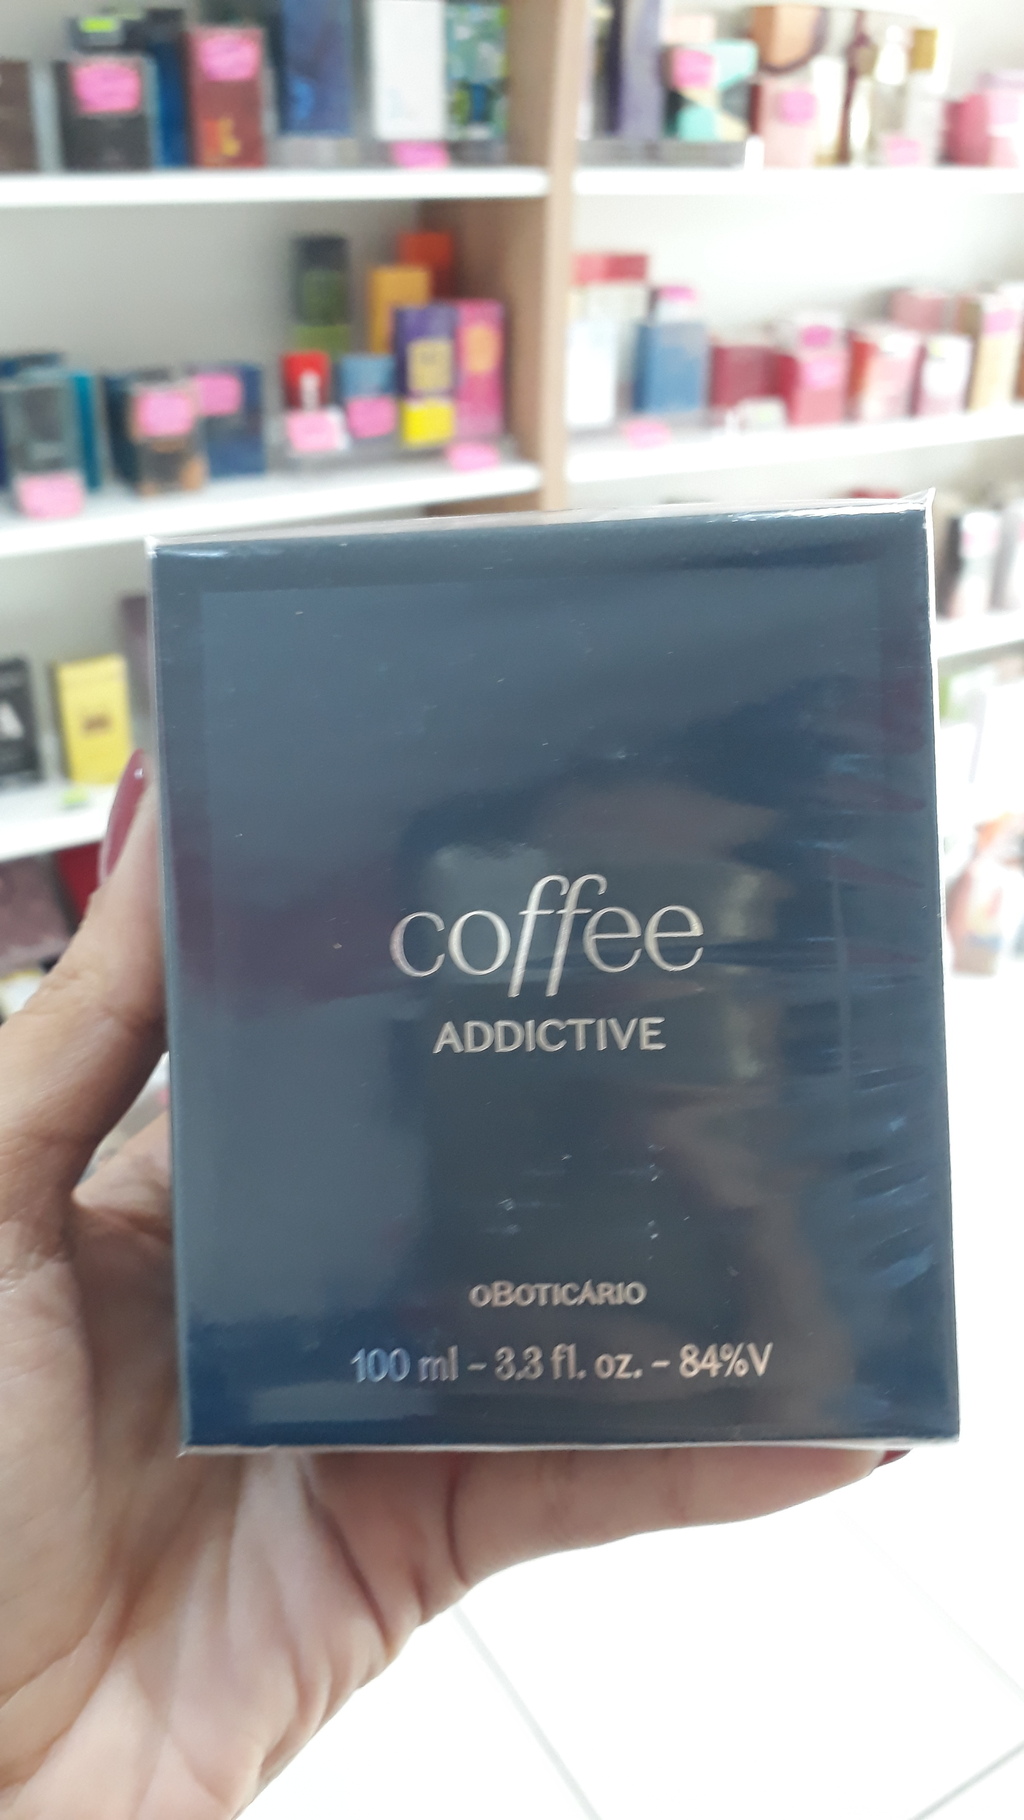 coffee
ADDICTIVE
oBOTICÁRIO
100 ml - 3.3 fl. oz. - 84%V